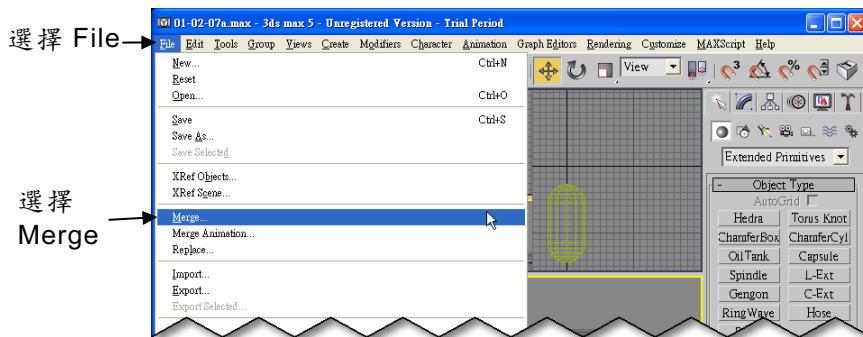 01-02-07a.max - 3ds max 5 - Unregistered Version - Trial Period
選擇 File
File Edit Tools Group Views Create Modifiers Character Animation Graph Editors Rendering Customize MAXScript Help
New... Ctrl+N
Reset
Open... Ctrl+O
Save Ctrl+S
Save As...
Save Selected
XRef Objects...
XRef Scene...
選擇
Merge
Merge...
Merge Animation...
Replace...
Import...
Export...
Export Selected...
View
3
%
Extended Primitives
- Object Type
AutoGrid
Hedra Torus Knot
ChamferBox ChamferCyl
OilTank Capsule
Spindle L-Ext
Gengon C-Ext
RingWave Hose